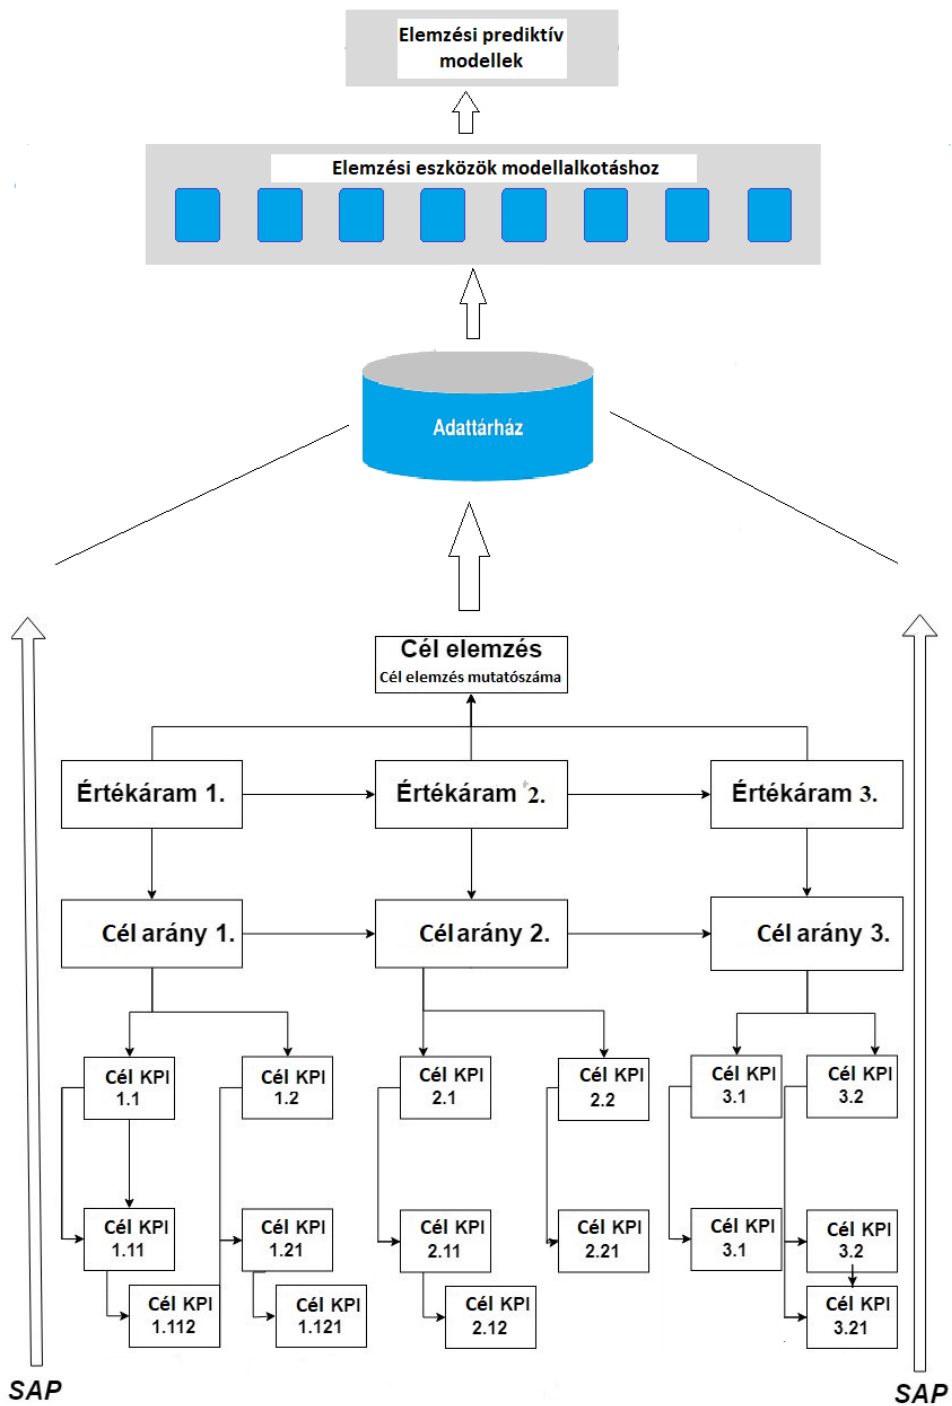 Elemzési prediktív
modellek
Elemzési eszközök modellalkotáshoz
Adattárház
Cél elemzés
Cél elemzés mutatószáma
Értékáram 1.
Értékáram 2.
Értékáram 3.
Cél arány 1.
Cél arány 2.
Cél arány 3.
Cél KPI
1.1
Cél KPI
1.2
Cél KPI
2.1
Cél KPI
2.2
Cél KPI
3.1
Cél KPI
3.2
Cél KPI
1.11
Cél KPI
1.21
Cél KPI
2.11
Cél KPI
2.21
Cél KPI
3.1
Cél KPI
3.2
Cél KPI
1.112
Cél KPI
1.121
Cél KPI
2.12
Cél KPI
3.21
SAP
SAP